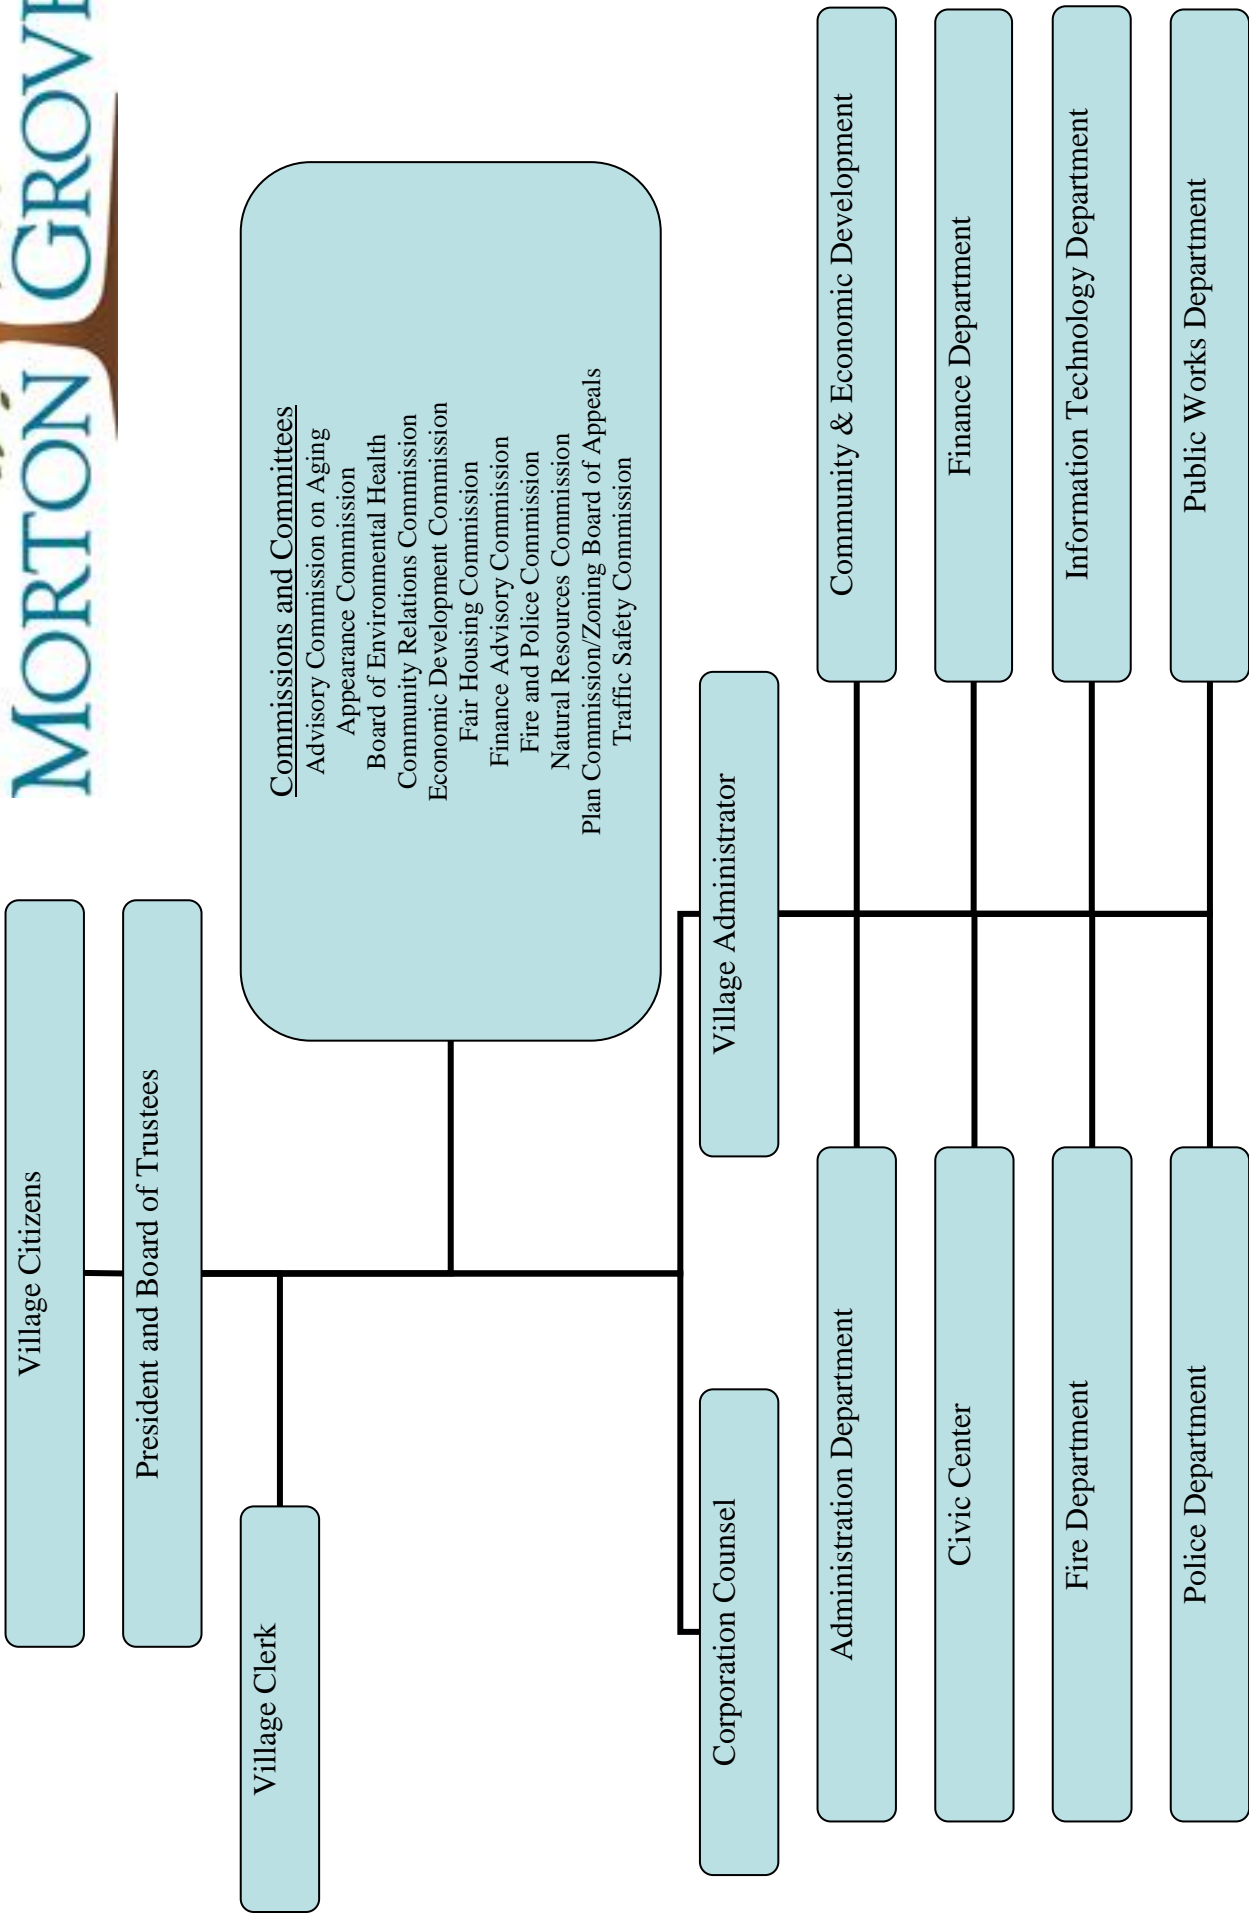 MORTON GROVE
Village Citizens
President and Board of Trustees
Village Clerk
Commissions and Committees
Advisory Commission on Aging
Appearance Commission
Board of Environmental Health
Community Relations Commission
Economic Development Commission
Fair Housing Commission
Finance Advisory Commission
Fire and Police Commission
Natural Resources Commission
Plan Commission/Zoning Board of Appeals
Traffic Safety Commission
Corporation Counsel
Village Administrator
Administration Department
Community & Economic Development
Civic Center
Finance Department
Fire Department
Information Technology Department
Police Department
Public Works Department